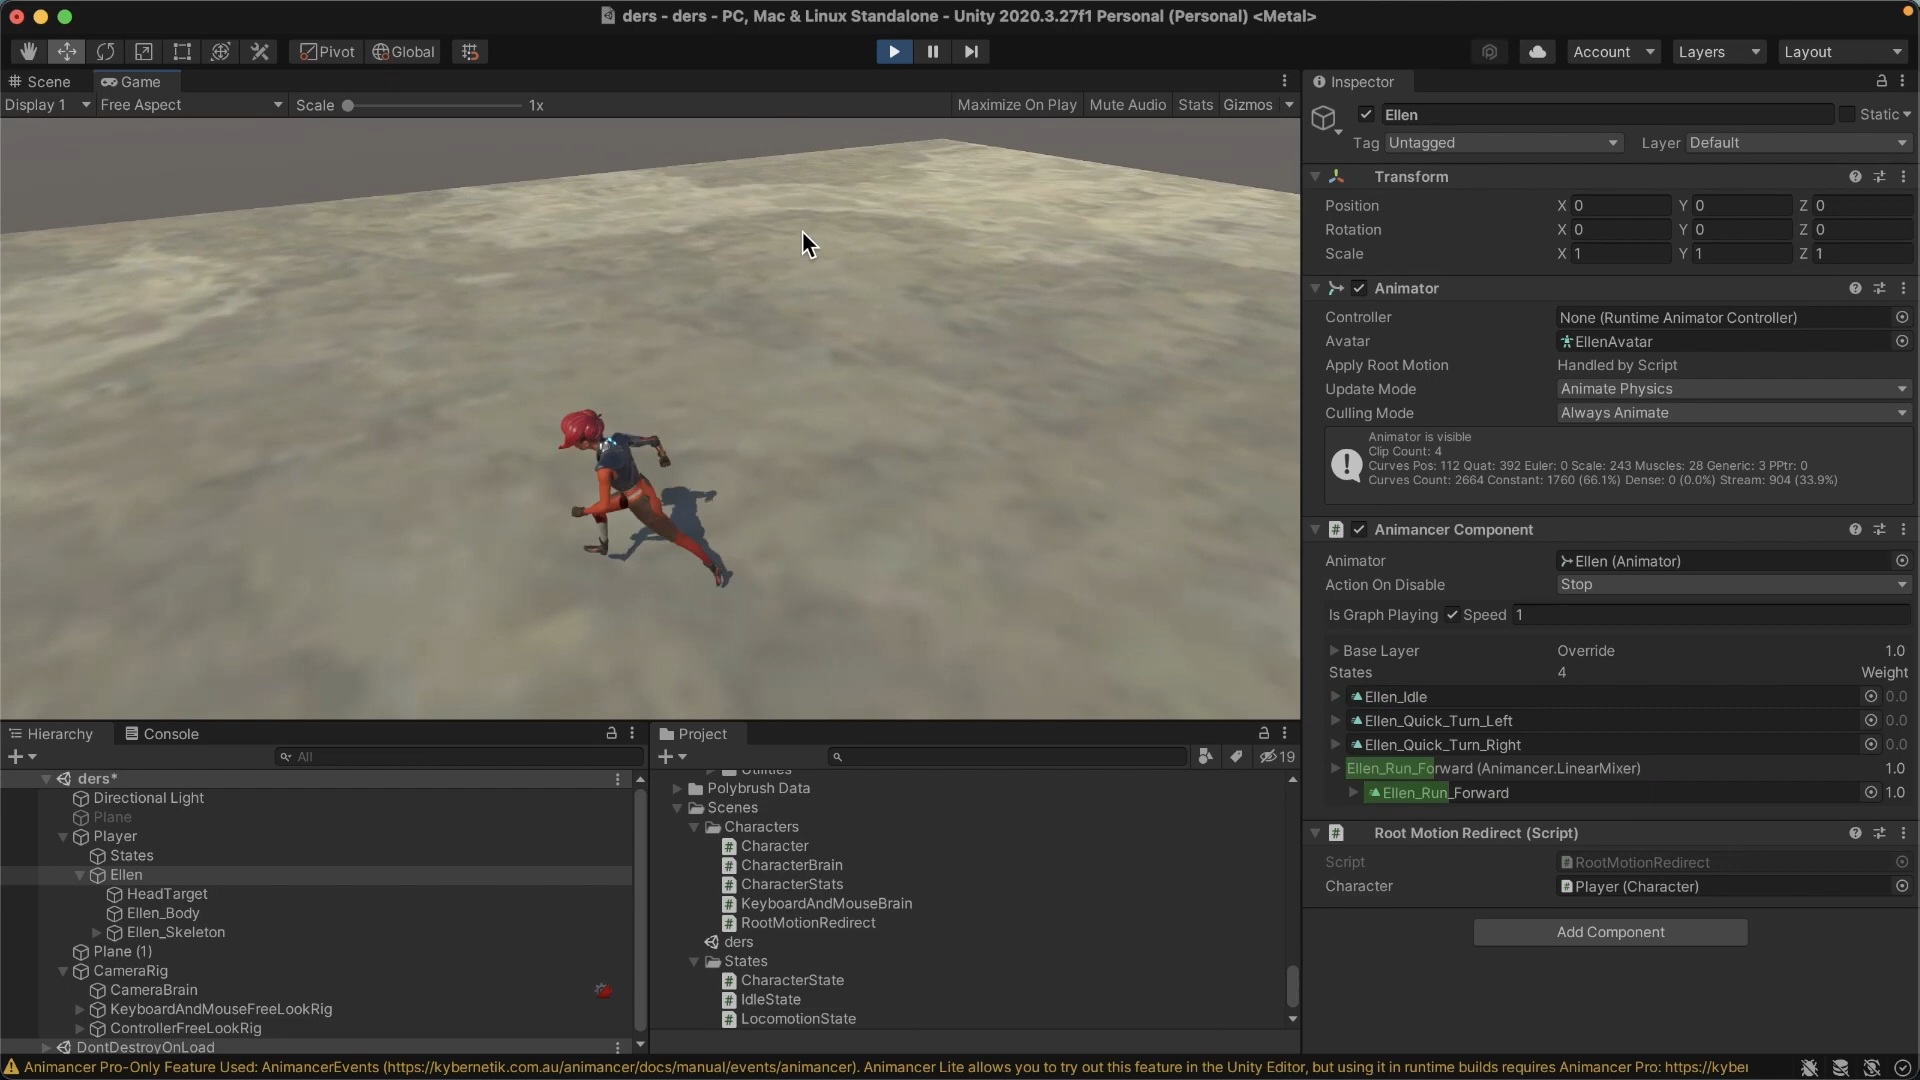 ders - ders - PC, Mac & Linux Standalone - Unity 2020.3.27f1 Personal (Personal) <Metal>
Pivot Global Account Layers Layout
Scene Game
Display 1 Free Aspect Scale 1x Maximize On Play Mute Audio Stats Gizmos
Inspector
Ellen Static
Tag Untagged Layer Default
Transform
Position X 0 Y 0 Z 0
Rotation X 0 Y 0 Z 0
Scale X 1 Y 1 Z 1
Animator
Controller None (Runtime Animator Controller)
Avatar EllenAvatar
Apply Root Motion Handled by Script
Update Mode Animate Physics
Culling Mode Always Animate
Animator is visible
Clip Count: 4
Curves Pos: 112 Quat: 392 Euler: 0 Scale: 243 Muscles: 28 Generic: 3 PPtr: 0
Curves Count: 2664 Constant: 1760 (66.1%) Dense: 0 (0.0%) Stream: 904 (33.9%)
Animancer Component
Animator Ellen (Animator)
Action On Disable Stop
Is Graph Playing Speed 1
Base Layer Override 1.0
States 4 Weight
Ellen_Idle 0.0
Ellen_Quick_Turn_Left 0.0
Ellen_Quick_Turn_Right 0.0
Ellen_Run_Forward (Animancer.LinearMixer) 1.0
Ellen_Run_Forward 1.0
Root Motion Redirect (Script)
Script RootMotionRedirect
Character Player (Character)
Add Component
Hierarchy Console
All
ders*
Directional Light
Plane
Player
States
Ellen
HeadTarget
Ellen_Body
Ellen_Skeleton
Plane (1)
CameraRig
CameraBrain
KeyboardAndMouseFreeLookRig
ControllerFreeLookRig
DontDestroyOnLoad
Project
19
Utilities
Polybrush Data
Scenes
Characters
Character
CharacterBrain
CharacterStats
KeyboardAndMouseBrain
RootMotionRedirect
ders
States
CharacterState
IdleState
LocomotionState
Animancer Pro-Only Feature Used: AnimancerEvents (https://kybernetik.com.au/animancer/docs/manual/events/animancer). Animancer Lite allows you to try out this feature in the Unity Editor, but using it in runtime builds requires Animancer Pro: https://kyber